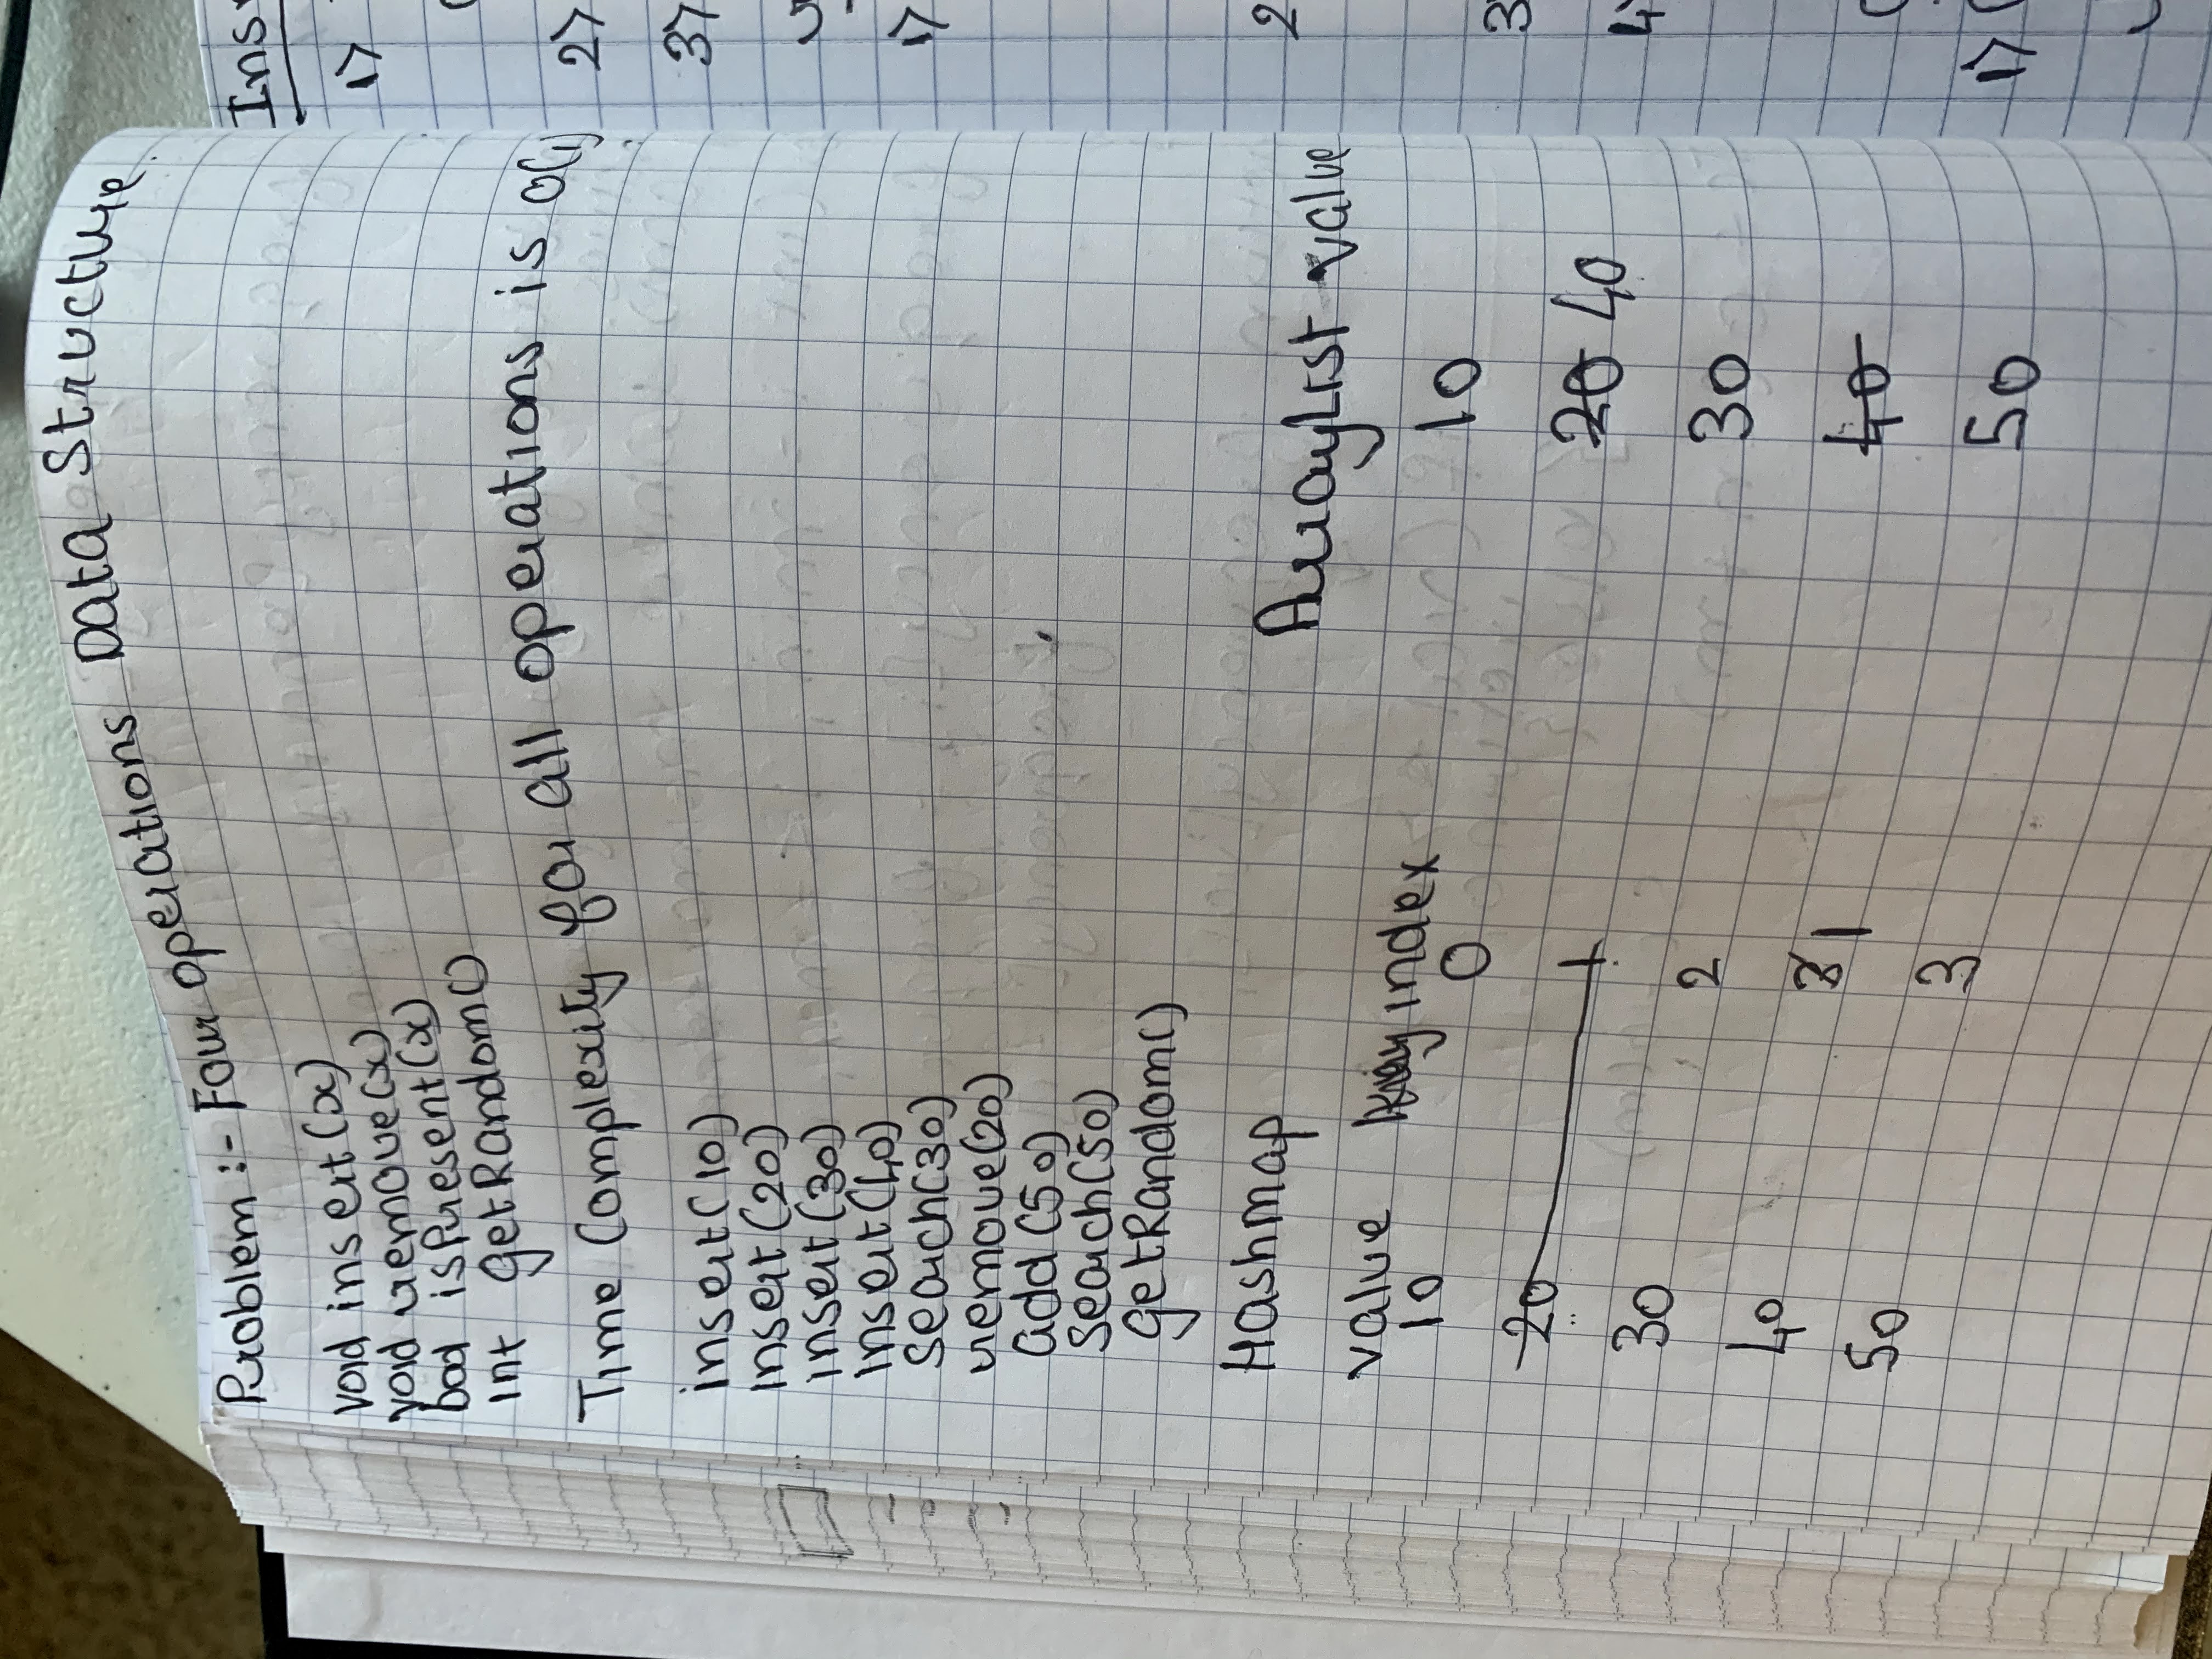 Problem :- Four operations Data Structure.
void insert(x)
void remove(x)
bool isPresent(x)
int getRandom()
Time Complexity for all operations is O(1)
insert(10)
insert(20)
insert(30)
insert(40)
search(30)
remove(20)
add(50)
search(50)
getRandom()
Hashmap ArrayList value
value key index
10 0 10
20 1 20 40
30 2 30
40 3 1 40
50 3 50
Ins
1)
2)
3)
1)
2
3
4
1)